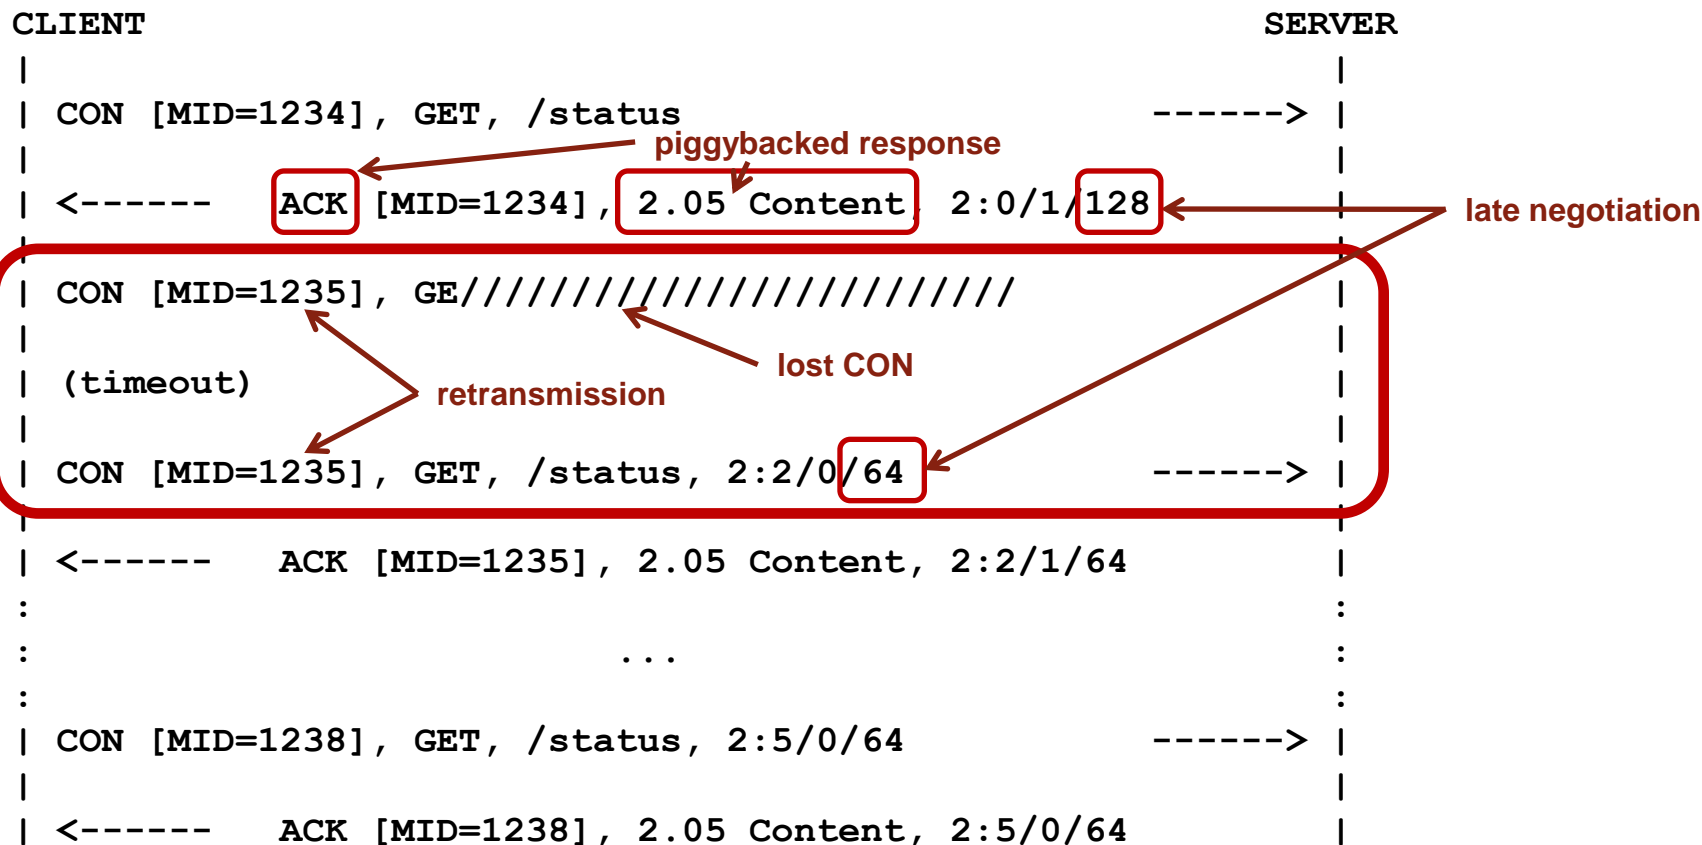 CLIENT SERVER
| |
| CON [MID=1234], GET, /status ------> |
| piggybacked response |
| <------ ACK [MID=1234], 2.05 Content, 2:0/1/128 | late negotiation
| |
| CON [MID=1235], GE///////////////////////// |
| |
| (timeout) lost CON |
| retransmission |
| CON [MID=1235], GET, /status, 2:2/0/64 ------> |
| |
| <------ ACK [MID=1235], 2.05 Content, 2:2/1/64 |
: :
: ... :
: :
| CON [MID=1238], GET, /status, 2:5/0/64 ------> |
| |
| <------ ACK [MID=1238], 2.05 Content, 2:5/0/64 |